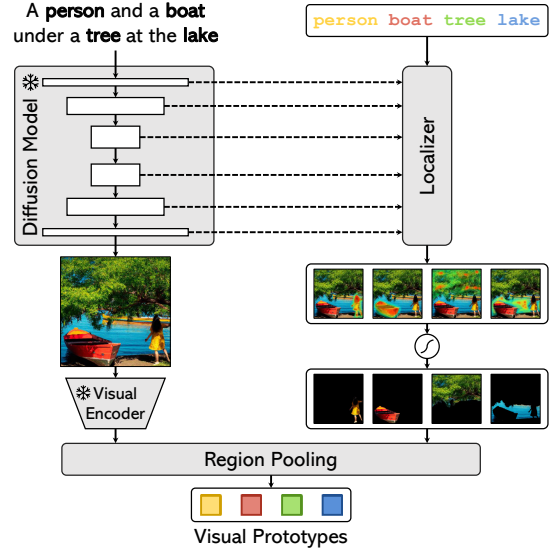 A person and a boat
under a tree at the lake
person boat tree lake
Diffusion Model
Localizer
Visual
Encoder
Region Pooling
Visual Prototypes